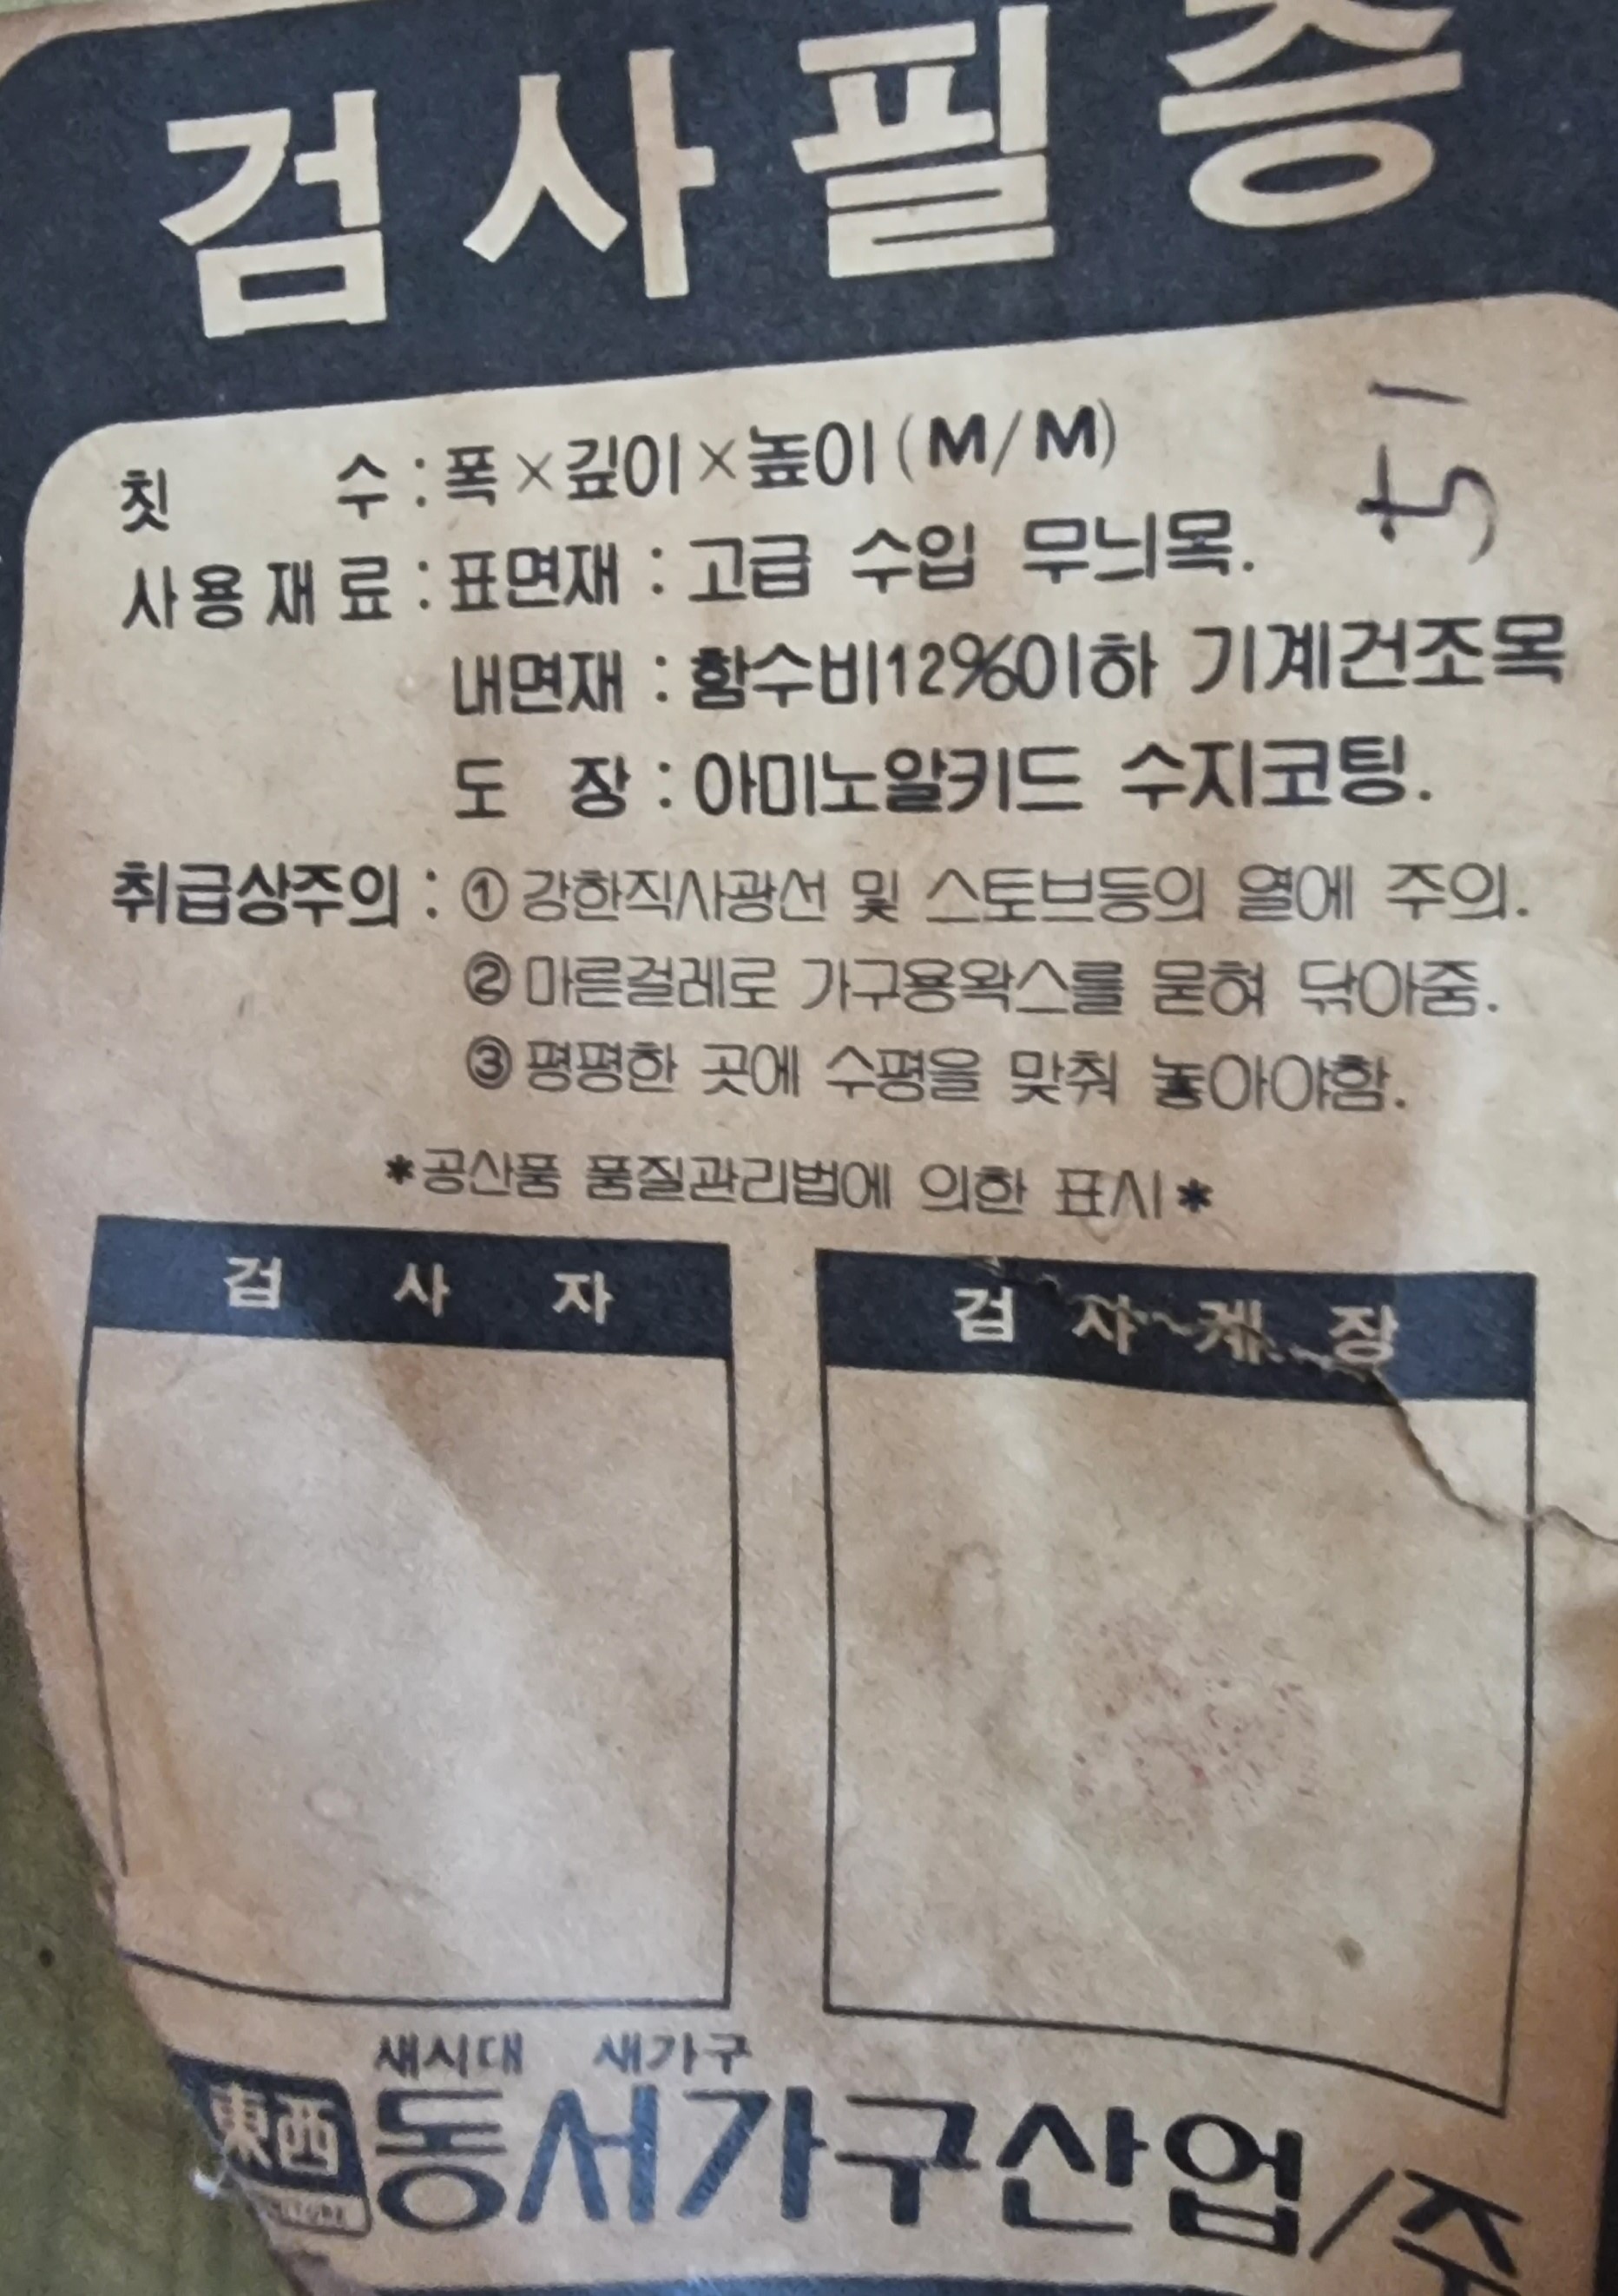 검사필증
칫 수 : 폭×깊이×높이(M/M)
사용재료 : 표면재 : 고급 수입 무늬목.
내면재 : 함수비12%이하 기계건조목
도 장 : 아미노알키드 수지코팅.
취급상주의 : ①강한직사광선 및 스토브등의 열에 주의.
②마른걸레로 가구용왁스를 묻혀 닦아줌.
③평평한 곳에 수평을 맞춰 놓아야함.
*공산품 품질관리법에 의한 표시*
검 사 자
검 사 계 장
새시대 새가구
東西 동서가구산업/주